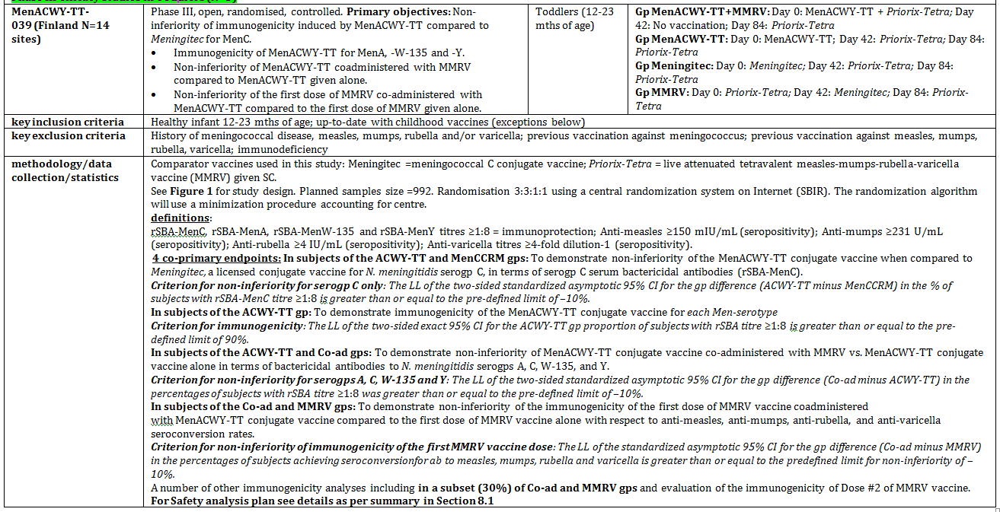 MenACWY-TT-
039 (Finland N=14
sites)
Phase III, open, randomised, controlled. Primary objectives: Non-
inferiority of immunogenicity induced by MenACWY-TT compared to
Meningitec for MenC.
• Immunogenicity of MenACWY-TT for MenA, -W-135 and -Y.
• Non-inferiority of MenACWY-TT coadministered with MMRV
compared to MenACWY-TT given alone.
• Non-inferiority of the first dose of MMRV co-administered with
MenACWY-TT compared to the first dose of MMRV given alone.
Toddlers (12-23
mths of age)
Gp MenACWY-TT+MMRV: Day 0: MenACWY-TT + Priorix-Tetra; Day
42: No vaccination; Day 84: Priorix-Tetra
Gp MenACWY-TT: Day 0: MenACWY-TT; Day 42: Priorix-Tetra; Day 84:
Priorix-Tetra
Gp Meningitec: Day 0: Meningitec; Day 42: Priorix-Tetra; Day 84:
Priorix-Tetra
Gp MMRV: Day 0: Priorix-Tetra; Day 42: Meningitec; Day 84: Priorix-
Tetra
key inclusion criteria
Healthy infant 12-23 mths of age; up-to-date with childhood vaccines (exceptions below)
key exclusion criteria
History of meningococcal disease, measles, mumps, rubella and/or varicella; previous vaccination against meningococcus; previous vaccination against measles, mumps,
rubella, varicella; immunodeficiency
methodology/data
collection/statistics
Comparator vaccines used in this study: Meningitec =meningococcal C conjugate vaccine; Priorix-Tetra = live attenuated tetravalent measles-mumps-rubella-varicella
vaccine (MMRV) given SC.
See Figure 1 for study design. Planned samples size =992. Randomisation 3:3:1:1 using a central randomization system on Internet (SBIR). The randomization algorithm
will use a minimization procedure accounting for centre.
definitions:
rSBA-MenC, rSBA-MenA, rSBA-MenW-135 and rSBA-MenY titres ≥1:8 = immunoprotection; Anti-measles ≥150 mIU/mL (seropositivity); Anti-mumps ≥231 U/mL
(seropositivity); Anti-rubella ≥4 IU/mL (seropositivity); Anti-varicella titres ≥4-fold dilution-1 (seropositivity).
4 co-primary endpoints: In subjects of the ACWY-TT and MenCCRM gps: To demonstrate non-inferiority of the MenACWY-TT conjugate vaccine when compared to
Meningitec, a licensed conjugate vaccine for N. meningitidis serogp C, in terms of serogp C serum bactericidal antibodies (rSBA-MenC).
Criterion for non-inferiority for serogp C only: The LL of the two-sided standardized asymptotic 95% CI for the gp difference (ACWY-TT minus MenCCRM) in the % of
subjects with rSBA-MenC titre ≥1:8 is greater than or equal to the pre-defined limit of –10%.
In subjects of the ACWY-TT gp: To demonstrate immunogenicity of the MenACWY-TT conjugate vaccine for each Men-serotype
Criterion for immunogenicity: The LL of the two-sided exact 95% CI for the ACWY-TT gp proportion of subjects with rSBA titre ≥1:8 is greater than or equal to the pre-
defined limit of 90%.
In subjects of the ACWY-TT and Co-ad gps: To demonstrate non-inferiority of MenACWY-TT conjugate vaccine co-administered with MMRV vs. MenACWY-TT conjugate
vaccine alone in terms of bactericidal antibodies to N. meningitidis serogps A, C, W-135, and Y.
Criterion for non-inferiority for serogps A, C, W-135 and Y: The LL of the two-sided standardized asymptotic 95% CI for the gp difference (Co-ad minus ACWY-TT) in the
percentages of subjects with rSBA titre ≥1:8 was greater than or equal to the pre-defined limit of –10%.
In subjects of the Co-ad and MMRV gps: To demonstrate non-inferiority of the immunogenicity of the first dose of MMRV vaccine coadministered
with MenACWY-TT conjugate vaccine compared to the first dose of MMRV vaccine alone with respect to anti-measles, anti-mumps, anti-rubella, and anti-varicella
seroconversion rates.
Criterion for non-inferiority of immunogenicity of the first MMRV vaccine dose: The LL of the standardized asymptotic 95% CI for the gp difference (Co-ad minus MMRV)
in the percentages of subjects achieving seroconversion for ab to measles, mumps, rubella and varicella is greater than or equal to the predefined limit for non-inferiority of –
10%.
A number of other immunogenicity analyses including in a subset (30%) of Co-ad and MMRV gps and evaluation of the immunogenicity of Dose #2 of MMRV vaccine.
For Safety analysis plan see details as per summary in Section 8.1